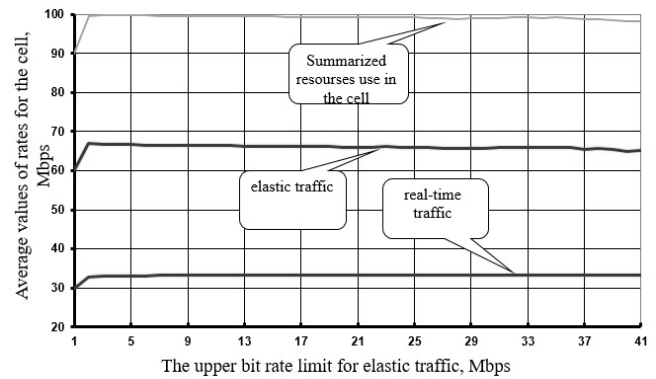 Average values of rates for the cell,
Mbps
100
90
80
70
60
50
40
30
20
Summarized
resourses use in
the cell
elastic traffic
real-time
traffic
1 5 9 13 17 21 25 29 33 37 41
The upper bit rate limit for elastic traffic, Mbps